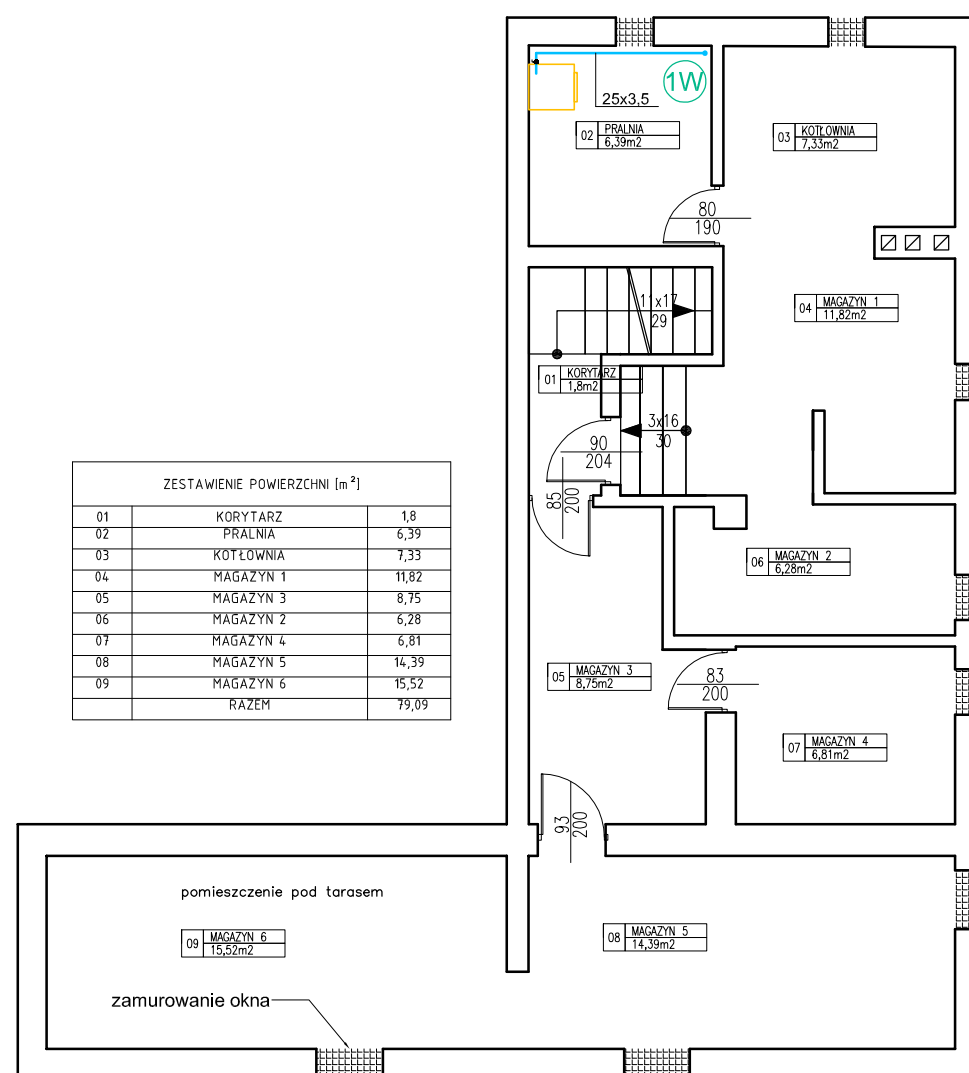 1W
25x3,5
02 PRALNIA
6,39m2
03 KOTŁOWNIA
7,33m2
80
190
11x17
29
04 MAGAZYN 1
11,82m2
01 KORYTARZ
1,8m2
3x16
30
90
204
85
200
06 MAGAZYN 2
6,28m2
05 MAGAZYN 3
8,75m2
83
200
07 MAGAZYN 4
6,81m2
93
200
ZESTAWIENIE POWIERZCHNI [m²]
01 KORYTARZ 1,8
02 PRALNIA 6,39
03 KOTŁOWNIA 7,33
04 MAGAZYN 1 11,82
05 MAGAZYN 3 8,75
06 MAGAZYN 2 6,28
07 MAGAZYN 4 6,81
08 MAGAZYN 5 14,39
09 MAGAZYN 6 15,52
RAZEM 79,09
pomieszczenie pod tarasem
09 MAGAZYN 6
15,52m2
08 MAGAZYN 5
14,39m2
zamurowanie okna